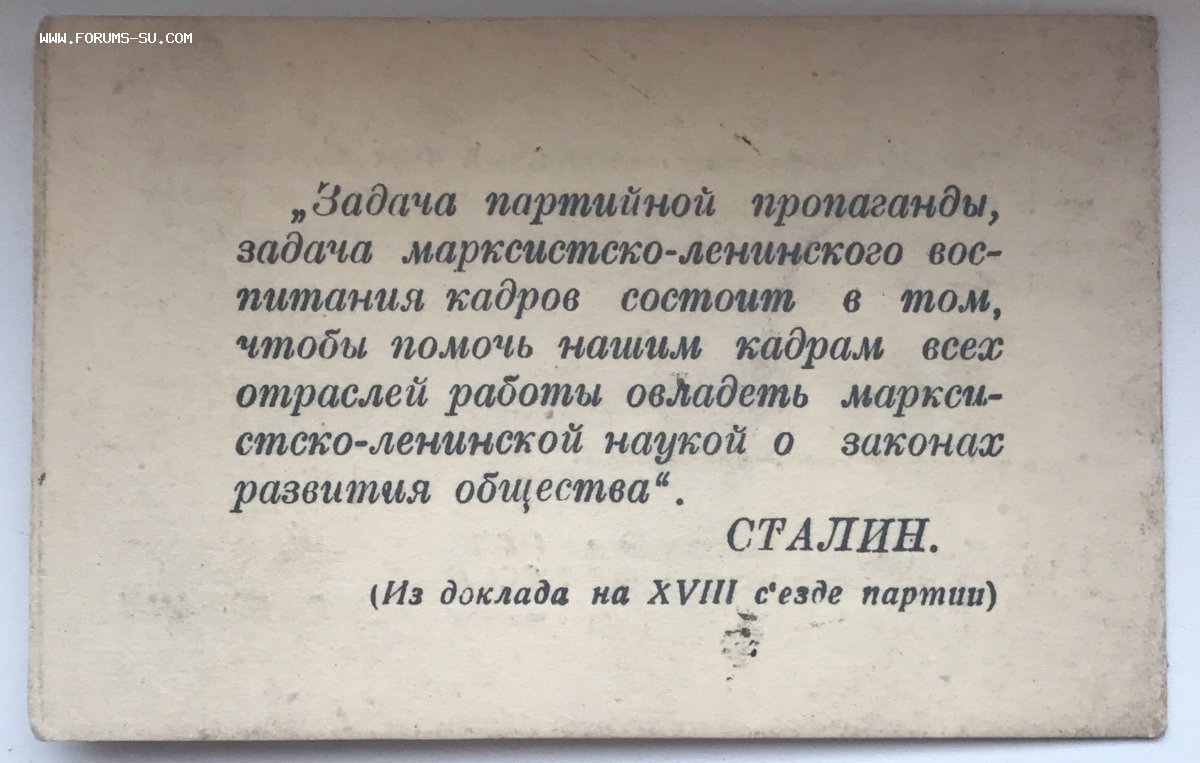 WWW.FORUMS-SU.COM
„Задача партийной пропаганды,
задача марксистско-ленинского вос-
питания кадров состоит в том,
чтобы помочь нашим кадрам всех
отраслей работы овладеть маркси-
стско-ленинской наукой о законах
развития общества“.
СТАЛИН.
(Из доклада на XVIII с‘езде партии)